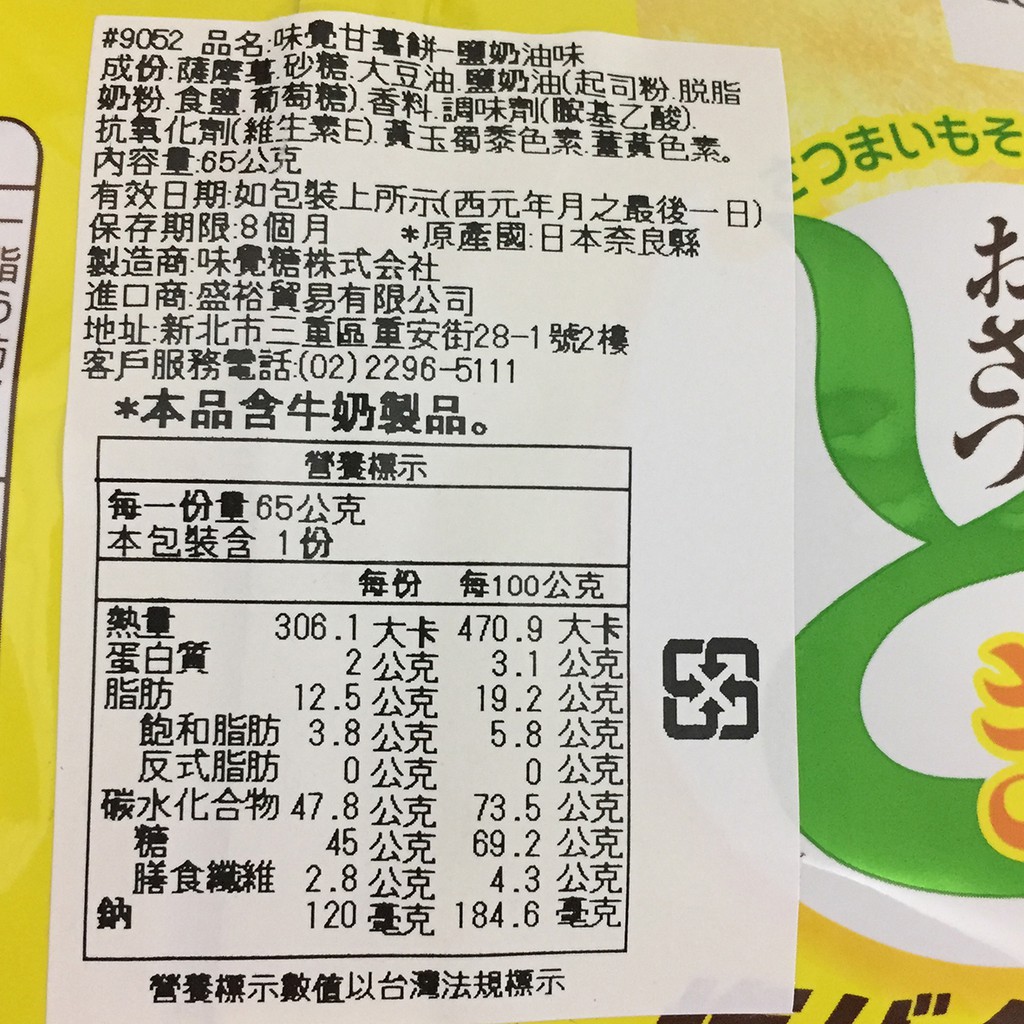 #9052 品名:味覺甘薯餅-鹽奶油味
成份:薩摩薯.砂糖.大豆油.鹽奶油(起司粉.脱脂
奶粉.食鹽.葡萄糖).香料.調味劑(胺基乙酸).
抗氧化劑(維生素E).黃玉蜀黍色素.薑黃色素。
內容量:65公克
有效日期:如包裝上所示(西元年月之最後一日)
保存期限:8個月 *原產國:日本奈良縣
製造商:味覺糖株式会社
進口商:盛裕貿易有限公司
地址:新北市三重區重安街28-1號2樓
客戶服務電話:(02)2296-5111
*本品含牛奶製品。
營養標示
每一份量 65公克
本包裝含 1份
每份 每100公克
熱量 306.1 大卡 470.9 大卡
蛋白質 2 公克 3.1 公克
脂肪 12.5 公克 19.2 公克
飽和脂肪 3.8 公克 5.8 公克
反式脂肪 0 公克 0 公克
碳水化合物 47.8 公克 73.5 公克
糖 45 公克 69.2 公克
膳食纖維 2.8 公克 4.3 公克
鈉 120 毫克 184.6 毫克
營養標示數值以台灣法規標示
さつまいもそ
おさつ